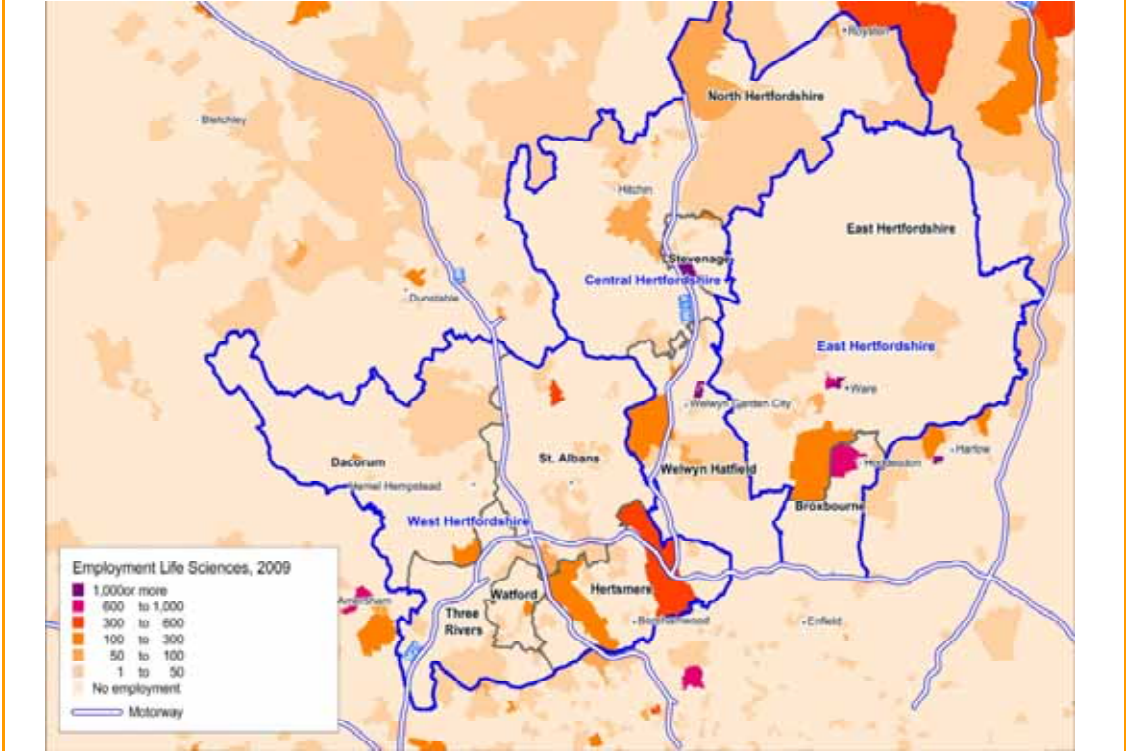 Royston
North Hertfordshire
Bletchley
Hitchin
East Hertfordshire
Stevenage
Central Hertfordshire
Dunstable
East Hertfordshire
Ware
Welwyn Garden City
Harlow
Hoddesdon
St. Albans
Dacorum
Welwyn Hatfield
Hemel Hempstead
Broxbourne
West Hertfordshire
Hertsmere
Watford
Amersham
Three
Rivers
Borehamwood
Enfield
Employment Life Sciences, 2009
1,000or more
600 to 1,000
300 to 600
100 to 300
50 to 100
1 to 50
No employment
Motorway